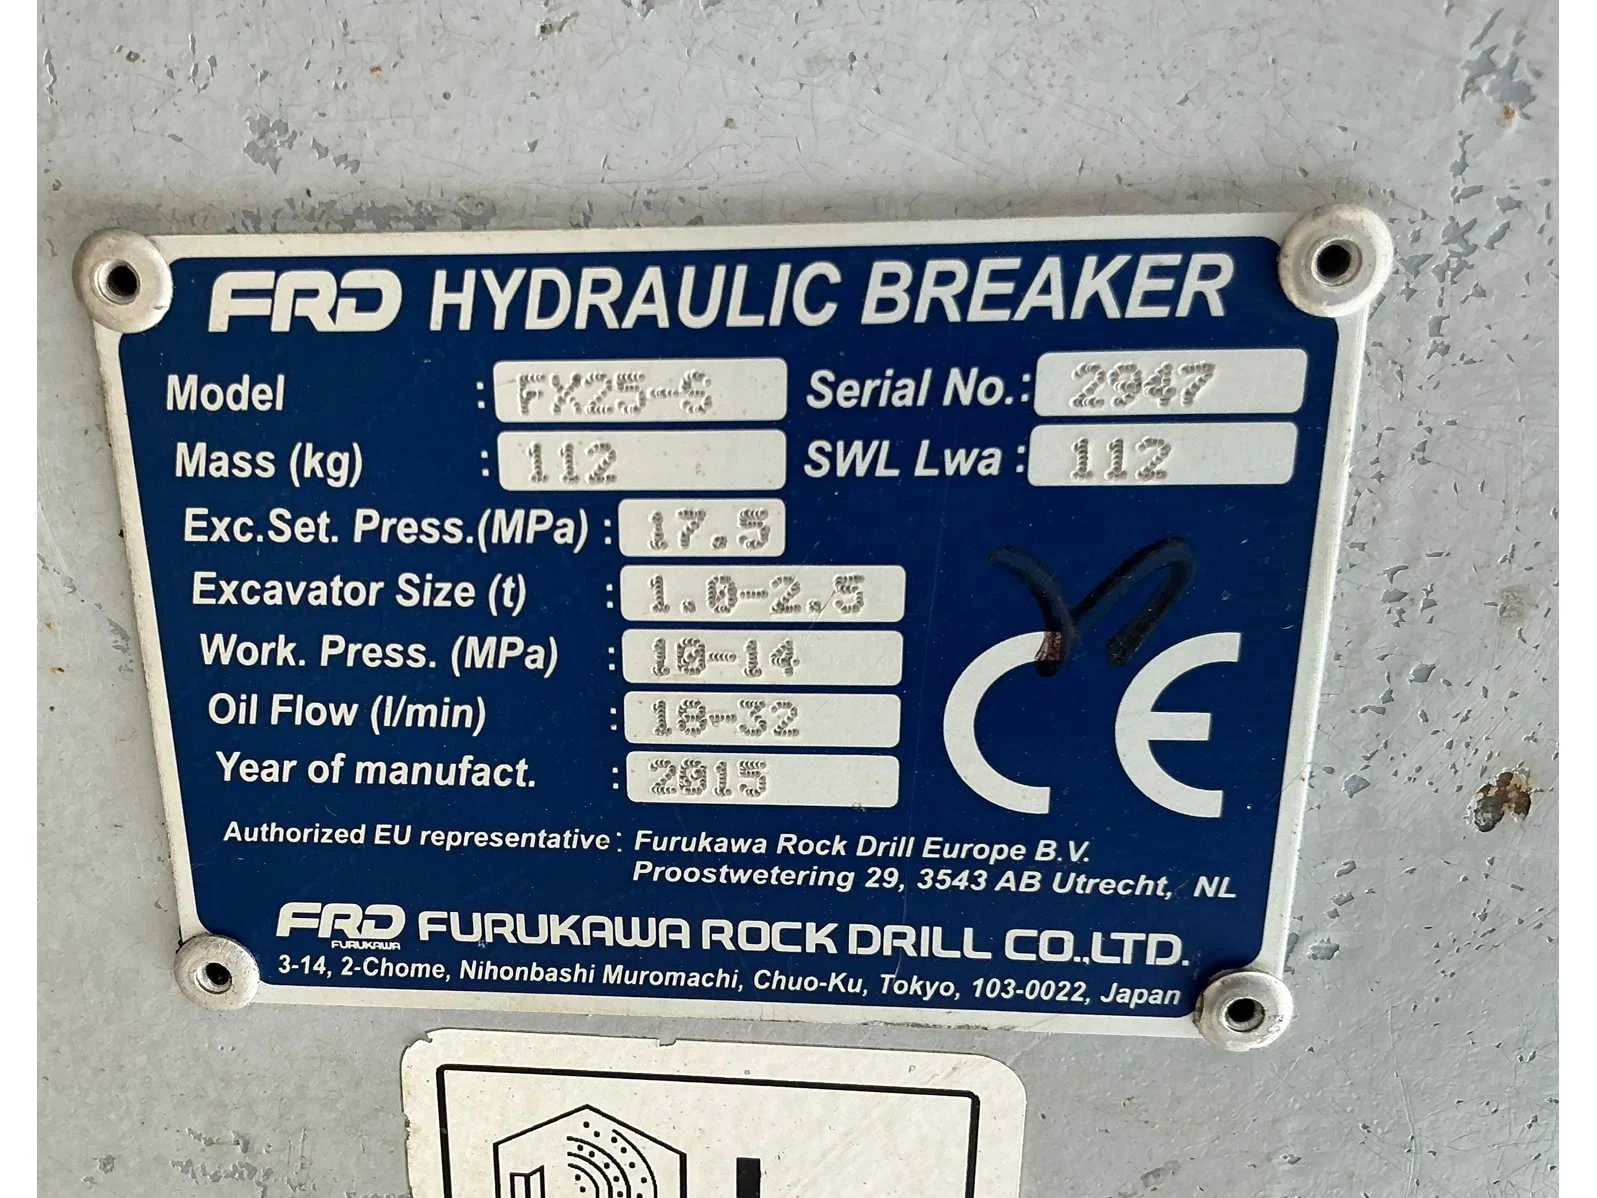 FRD HYDRAULIC BREAKER
Model : FX25-S Serial No.: 2947
Mass (kg) : 112 SWL Lwa : 112
Exc.Set. Press.(MPa) : 17.5
Excavator Size (t) : 1.0-2.5
Work. Press. (MPa) : 10-14
Oil Flow (l/min) : 18-32
Year of manufact. : 2015
CE
Authorized EU representative: Furukawa Rock Drill Europe B.V.
Proostwetering 29, 3543 AB Utrecht, NL
FRD FURUKAWA ROCK DRILL CO.,LTD.
FURUKAWA
3-14, 2-Chome, Nihonbashi Muromachi, Chuo-Ku, Tokyo, 103-0022, Japan